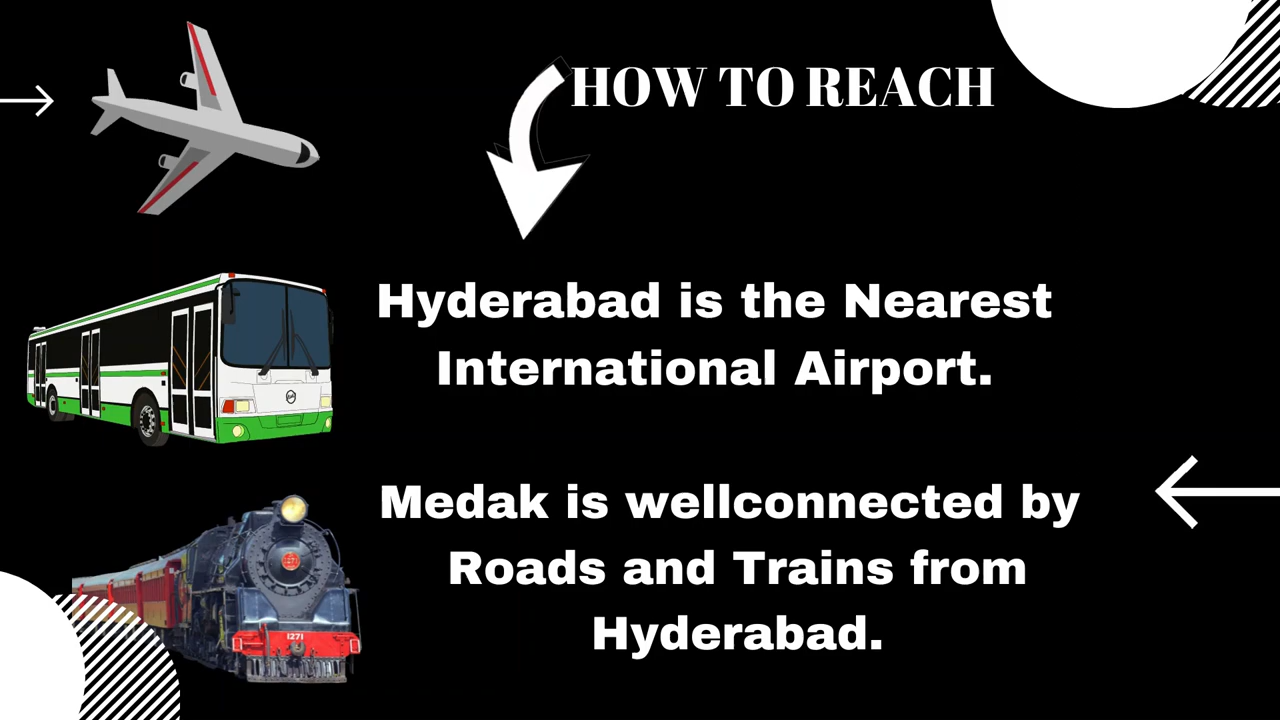 HOW TO REACH
Hyderabad is the Nearest
International Airport.
Medak is wellconnected by
Roads and Trains from
Hyderabad.
1271